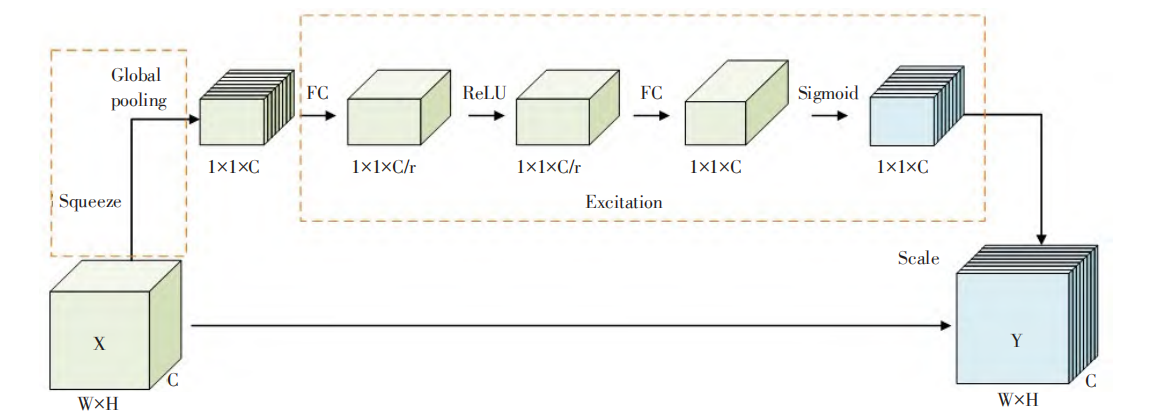 Global
pooling
FC
ReLU
FC
Sigmoid
1×1×C
1×1×C/r
1×1×C/r
1×1×C
1×1×C
Squeeze
Excitation
Scale
X
Y
C
C
W×H
W×H